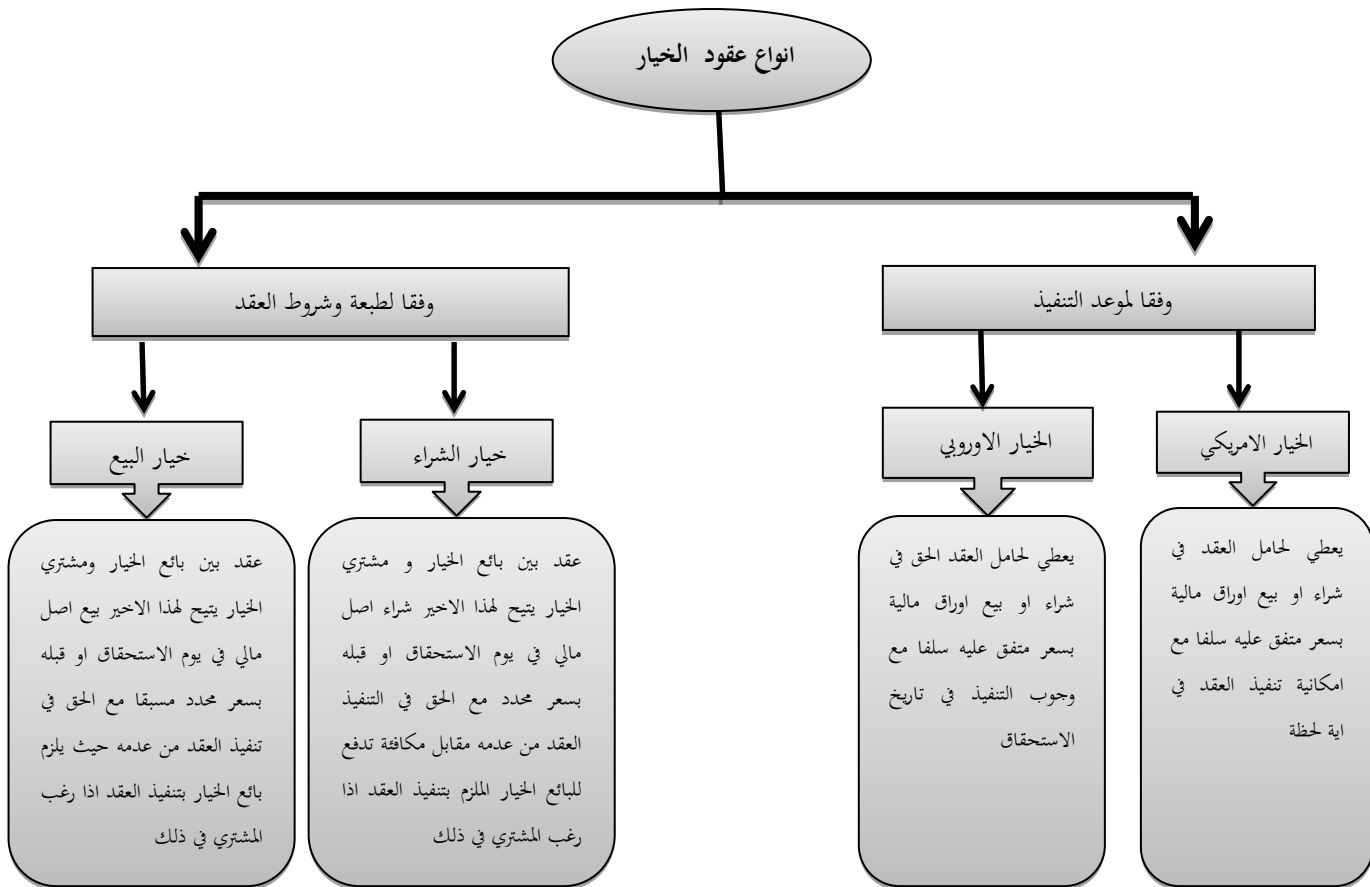 انواع عقود الخيار
وفقا لموعد التنفيذ
وفقا لطبعة وشروط العقد
الخيار الامريكي
الخيار الاوروبي
خيار الشراء
خيار البيع
يعطي لحامل العقد في
شراء او بيع اوراق مالية
بسعر متفق عليه سلفا مع
امكانية تنفيذ العقد في
اية لحظة
يعطي لحامل العقد الحق في
شراء او بيع اوراق مالية
بسعر متفق عليه سلفا مع
وجوب التنفيذ في تاريخ
الاستحقاق
عقد بين بائع الخيار و مشتري
الخيار يتيح لهذا الاخير شراء اصل
مالي في يوم الاستحقاق او قبله
بسعر محدد مع الحق في التنفيذ
العقد من عدمه مقابل مكافئة تدفع
للبائع الخيار الملزم بتنفيذ العقد اذا
رغب المشتري في ذلك
عقد بين بائع الخيار ومشتري
الخيار يتيح لهذا الاخير بيع اصل
مالي في يوم الاستحقاق او قبله
بسعر محدد مسبقا مع الحق في
تنفيذ العقد من عدمه حيث يلزم
بائع الخيار بتنفيذ العقد اذا رغب
المشتري في ذلك